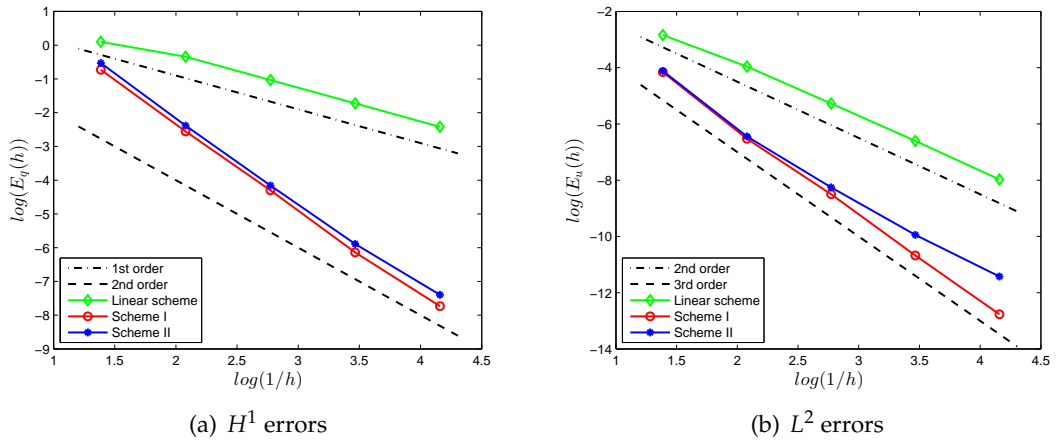 1
0
−1
−2
−3
−4
−5
−6
−7
−8
−9
log(E_q(h))
1st order
2nd order
Linear scheme
Scheme I
Scheme II
1 1.5 2 2.5 3 3.5 4 4.5
log(1/h)
(a) H^1 errors
−2
−4
−6
−8
−10
−12
−14
log(E_u(h))
2nd order
3rd order
Linear scheme
Scheme I
Scheme II
1 1.5 2 2.5 3 3.5 4 4.5
log(1/h)
(b) L^2 errors